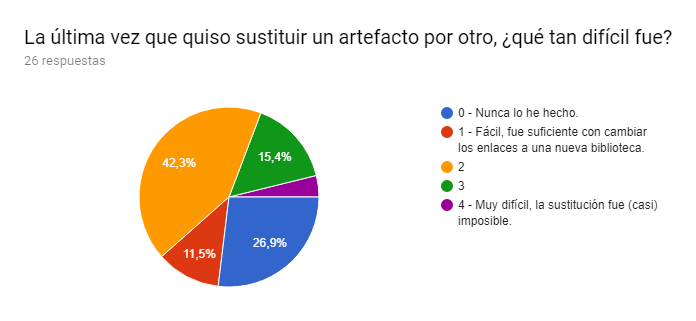 La última vez que quiso sustituir un artefacto por otro, ¿qué tan difícil fue?
26 respuestas
42,3%
15,4%
11,5%
26,9%
0 - Nunca lo he hecho.
1 - Fácil, fue suficiente con cambiar
los enlaces a una nueva biblioteca.
2
3
4 - Muy difícil, la sustitución fue (casi)
imposible.